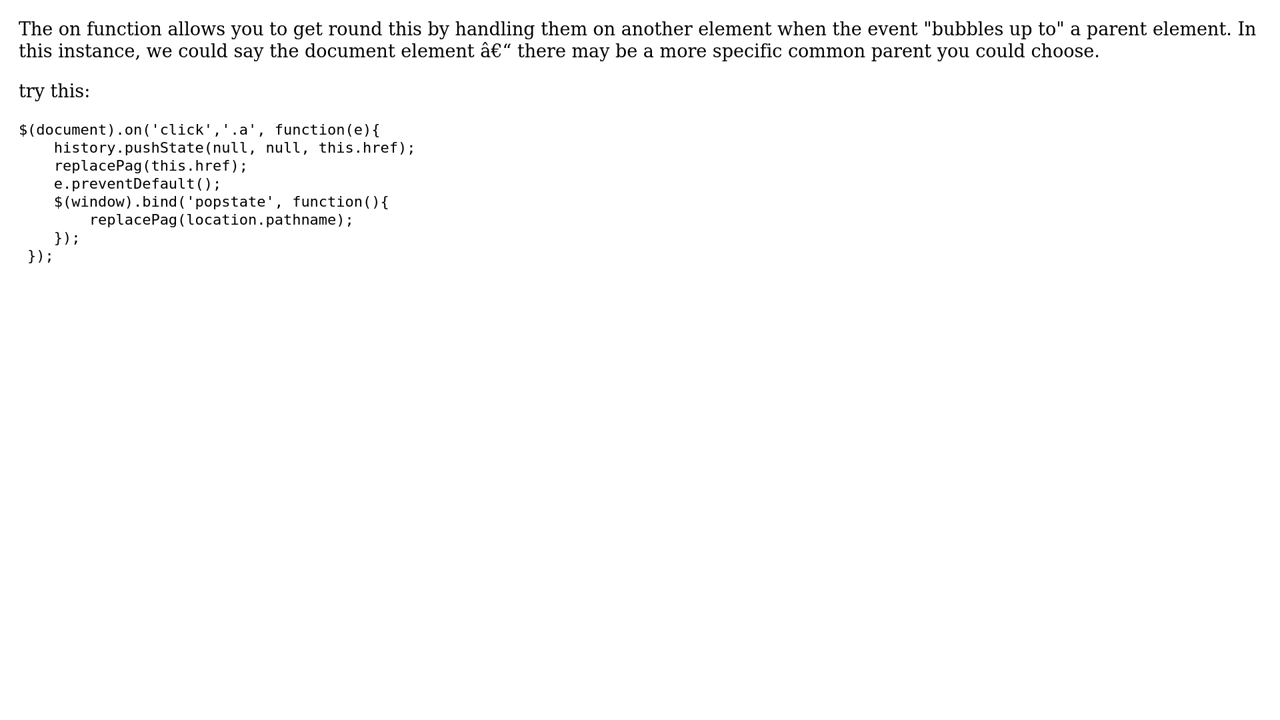 The on function allows you to get round this by handling them on another element when the event "bubbles up to" a parent element. In
this instance, we could say the document element â€“ there may be a more specific common parent you could choose.
try this:
$(document).on('click','.a', function(e){
    history.pushState(null, null, this.href);
    replacePag(this.href);
    e.preventDefault();
    $(window).bind('popstate', function(){
        replacePag(location.pathname);
    });
 });